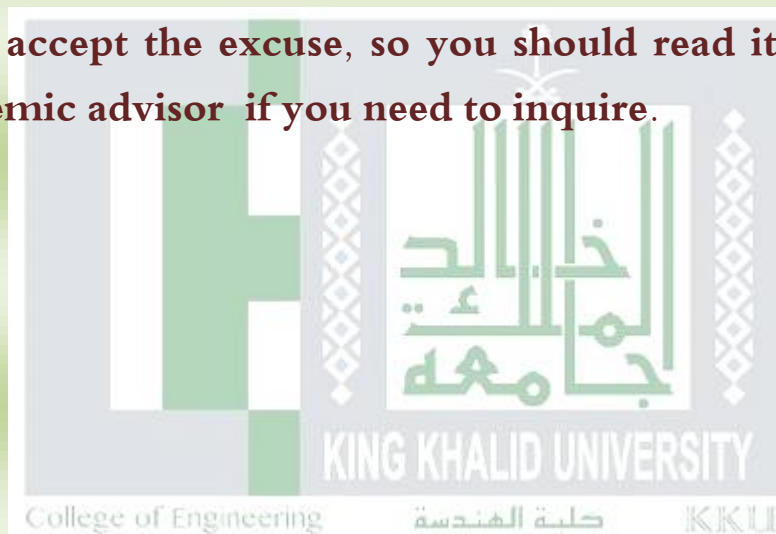 accept the excuse, so you should read it
emic advisor if you need to inquire.
خالد
الملك
جامعة
KING KHALID UNIVERSITY
College of Engineering كلية الهندسة KKU